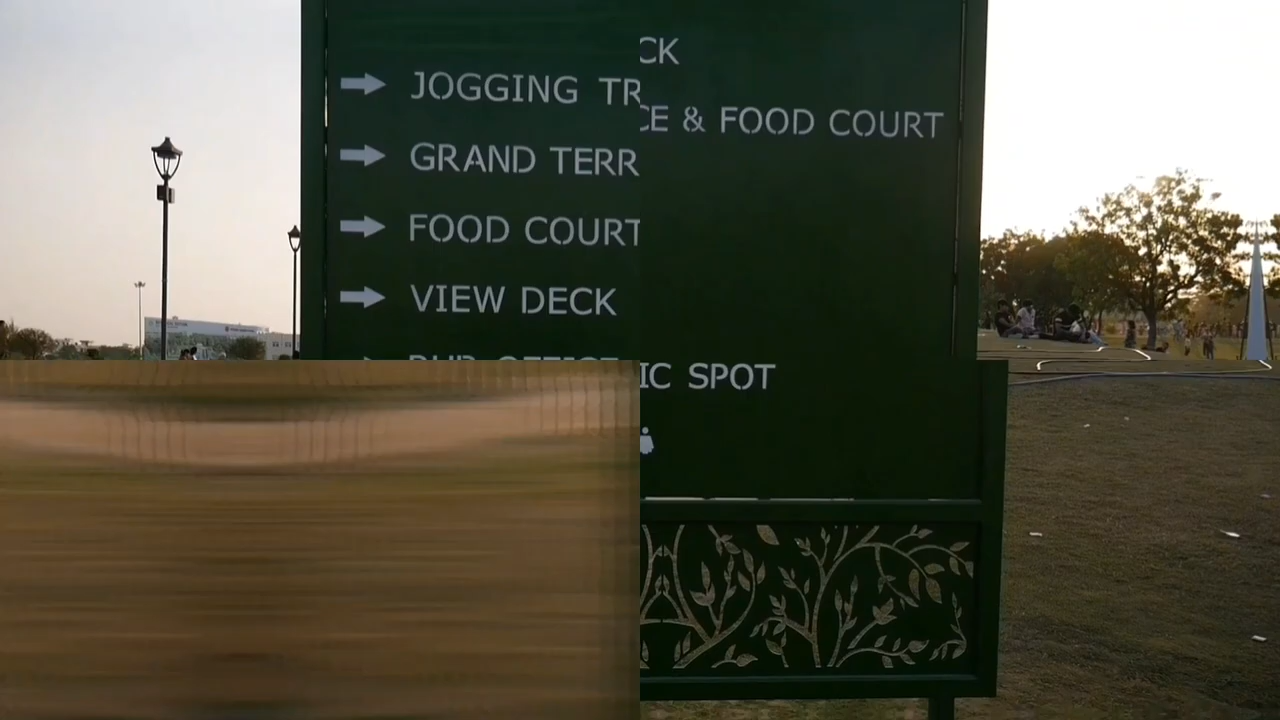 JOGGING TR
GRAND TERR
FOOD COURT
VIEW DECK
CK
CE & FOOD COURT
IC SPOT